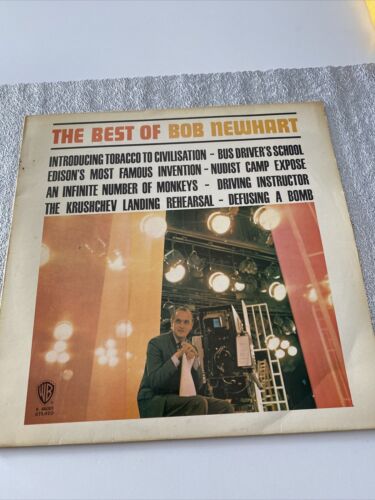 THE BEST OF BOB NEWHART
INTRODUCING TOBACCO TO CIVILISATION - BUS DRIVER'S SCHOOL
EDISON'S MOST FAMOUS INVENTION - NUDIST CAMP EXPOSE
AN INFINITE NUMBER OF MONKEYS - DRIVING INSTRUCTOR
THE KRUSHCHEV LANDING REHEARSAL - DEFUSING A BOMB
STEREO